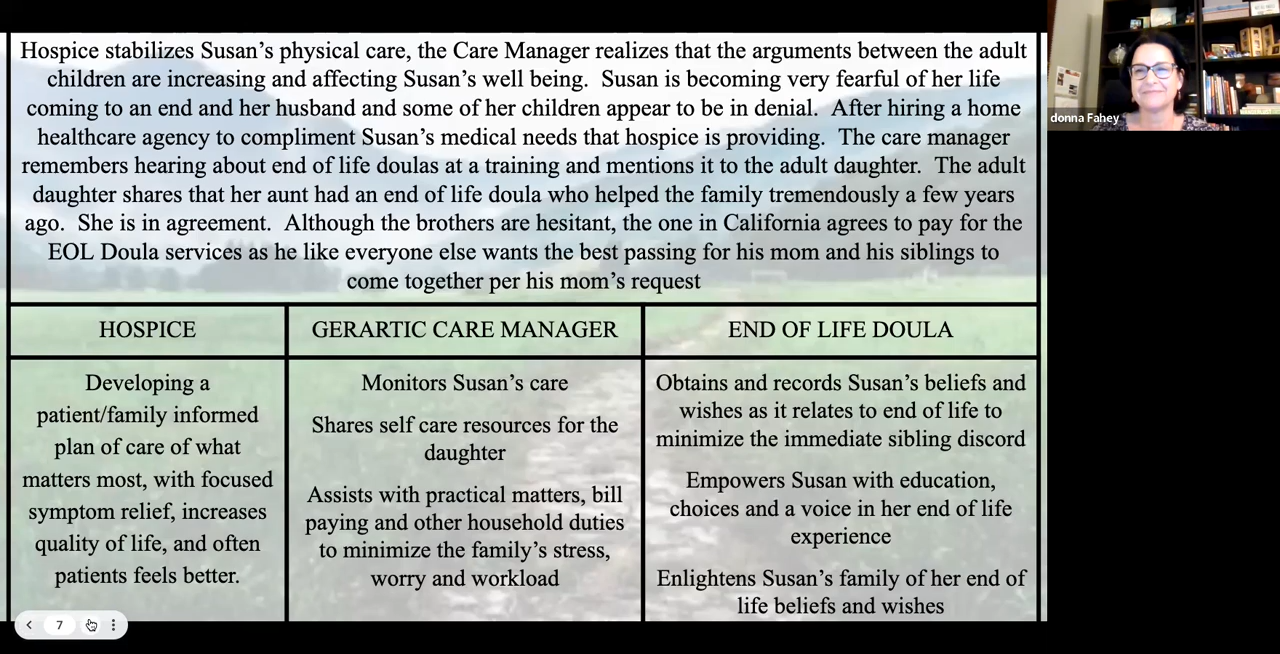 Hospice stabilizes Susan’s physical care, the Care Manager realizes that the arguments between the adult
children are increasing and affecting Susan’s well being.  Susan is becoming very fearful of her life
coming to an end and her husband and some of her children appear to be in denial.  After hiring a home
healthcare agency to compliment Susan’s medical needs that hospice is providing.  The care manager
remembers hearing about end of life doulas at a training and mentions it to the adult daughter.  The adult
daughter shares that her aunt had an end of life doula who helped the family tremendously a few years
ago.  She is in agreement.  Although the brothers are hesitant, the one in California agrees to pay for the
EOL Doula services as he like everyone else wants the best passing for his mom and his siblings to
come together per his mom’s request
donna Fahey
HOSPICE
Developing a
patient/family informed
plan of care of what
matters most, with focused
symptom relief, increases
quality of life, and often
patients feels better.
GERARTIC CARE MANAGER
Monitors Susan’s care
Shares self care resources for the
daughter
Assists with practical matters, bill
paying and other household duties
to minimize the family’s stress,
worry and workload
END OF LIFE DOULA
Obtains and records Susan’s beliefs and
wishes as it relates to end of life to
minimize the immediate sibling discord
Empowers Susan with education,
choices and a voice in her end of life
experience
Enlightens Susan’s family of her end of
life beliefs and wishes
7